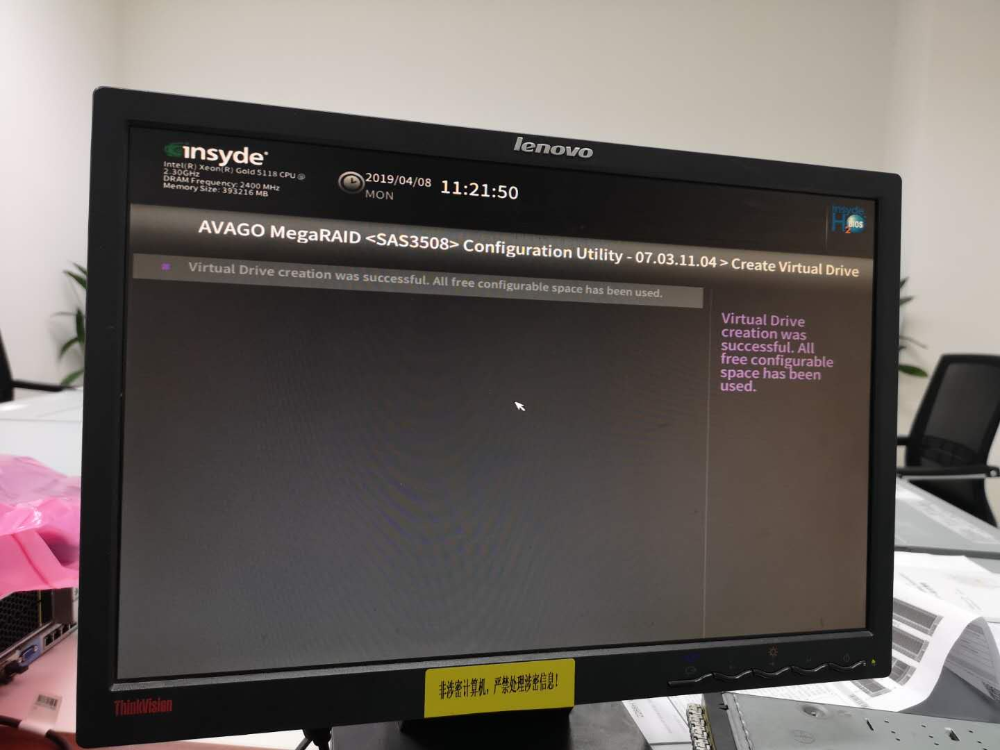 lenovo
insyde
Intel(R) Xeon(R) Gold 5118 CPU @
2.30GHz
DRAM Frequency: 2400 MHz
Memory Size: 393216 MB
2019/04/08
MON
11:21:50
insyde
H2
BIOS
AVAGO MegaRAID <SAS3508> Configuration Utility - 07.03.11.04 > Create Virtual Drive
Virtual Drive creation was successful. All free configurable space has been used.
Virtual Drive
creation was
successful. All
free configurable
space has been
used.
ThinkVision
非涉密计算机，严禁处理涉密信息！